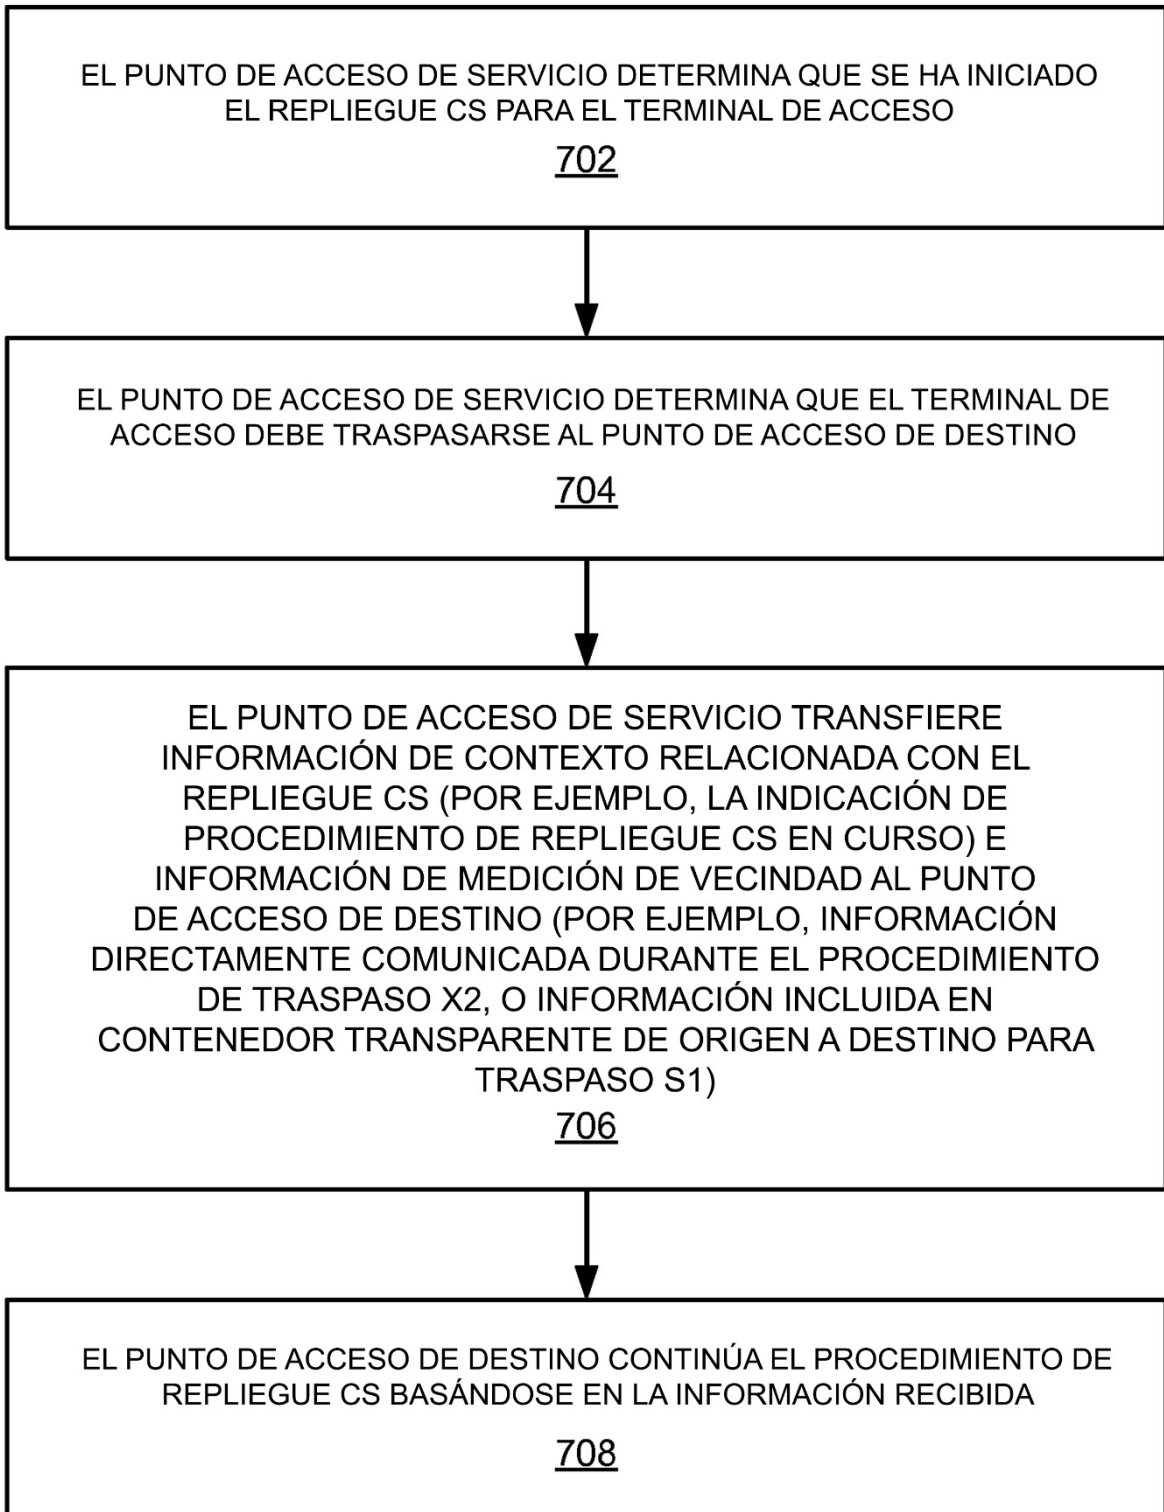 EL PUNTO DE ACCESO DE SERVICIO DETERMINA QUE SE HA INICIADO
EL REPLIEGUE CS PARA EL TERMINAL DE ACCESO
702
EL PUNTO DE ACCESO DE SERVICIO DETERMINA QUE EL TERMINAL DE
ACCESO DEBE TRASPASARSE AL PUNTO DE ACCESO DE DESTINO
704
EL PUNTO DE ACCESO DE SERVICIO TRANSFIERE
INFORMACIÓN DE CONTEXTO RELACIONADA CON EL
REPLIEGUE CS (POR EJEMPLO, LA INDICACIÓN DE
PROCEDIMIENTO DE REPLIEGUE CS EN CURSO) E
INFORMACIÓN DE MEDICIÓN DE VECINDAD AL PUNTO
DE ACCESO DE DESTINO (POR EJEMPLO, INFORMACIÓN
DIRECTAMENTE COMUNICADA DURANTE EL PROCEDIMIENTO
DE TRASPASO X2, O INFORMACIÓN INCLUIDA EN
CONTENEDOR TRANSPARENTE DE ORIGEN A DESTINO PARA
TRASPASO S1)
706
EL PUNTO DE ACCESO DE DESTINO CONTINÚA EL PROCEDIMIENTO DE
REPLIEGUE CS BASÁNDOSE EN LA INFORMACIÓN RECIBIDA
708